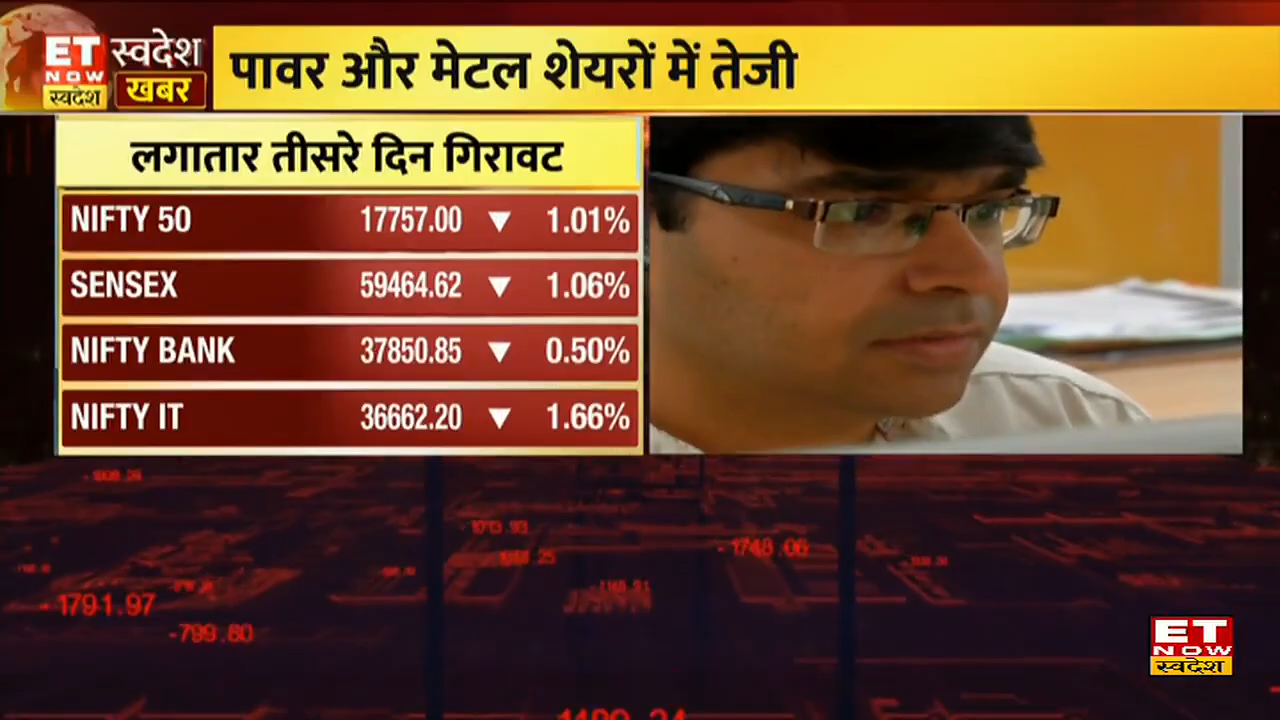 ET
NOW
स्वदेश
स्वदेश
खबर
पावर और मेटल शेयरों में तेजी
लगातार तीसरे दिन गिरावट
NIFTY 50 17757.00 ▼ 1.01%
SENSEX 59464.62 ▼ 1.06%
NIFTY BANK 37850.85 ▼ 0.50%
NIFTY IT 36662.20 ▼ 1.66%
-1791.97
-799.80
-1748.06
ET
NOW
स्वदेश